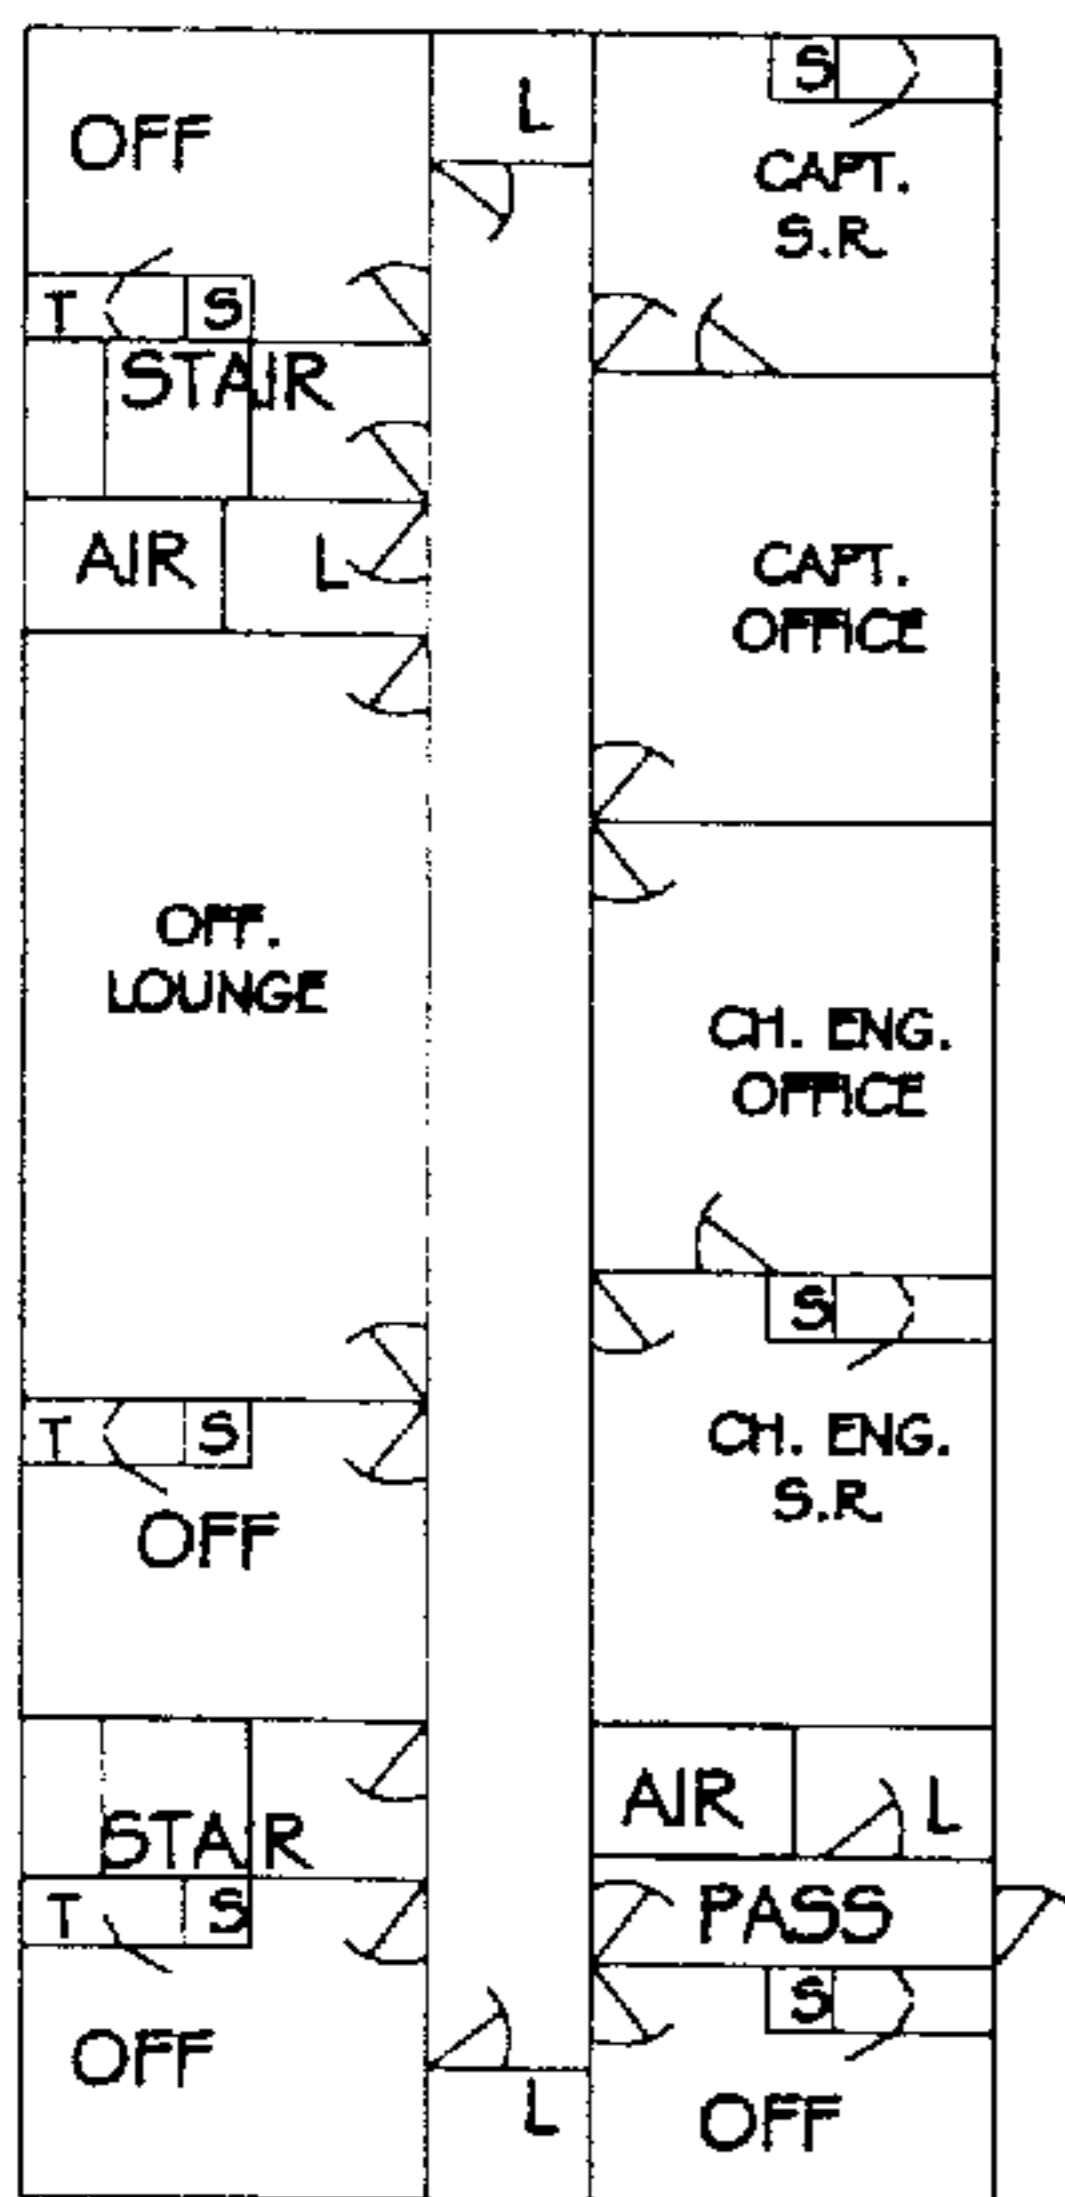 OFF
L
S
CAPT.
S.R.
T
S
STAIR
AIR
L
CAPT.
OFFICE
OFF.
LOUNGE
CH. ENG.
OFFICE
S
T
S
CH. ENG.
S.R.
OFF
AIR
L
STAIR
T
S
PASS
S
OFF
L
OFF